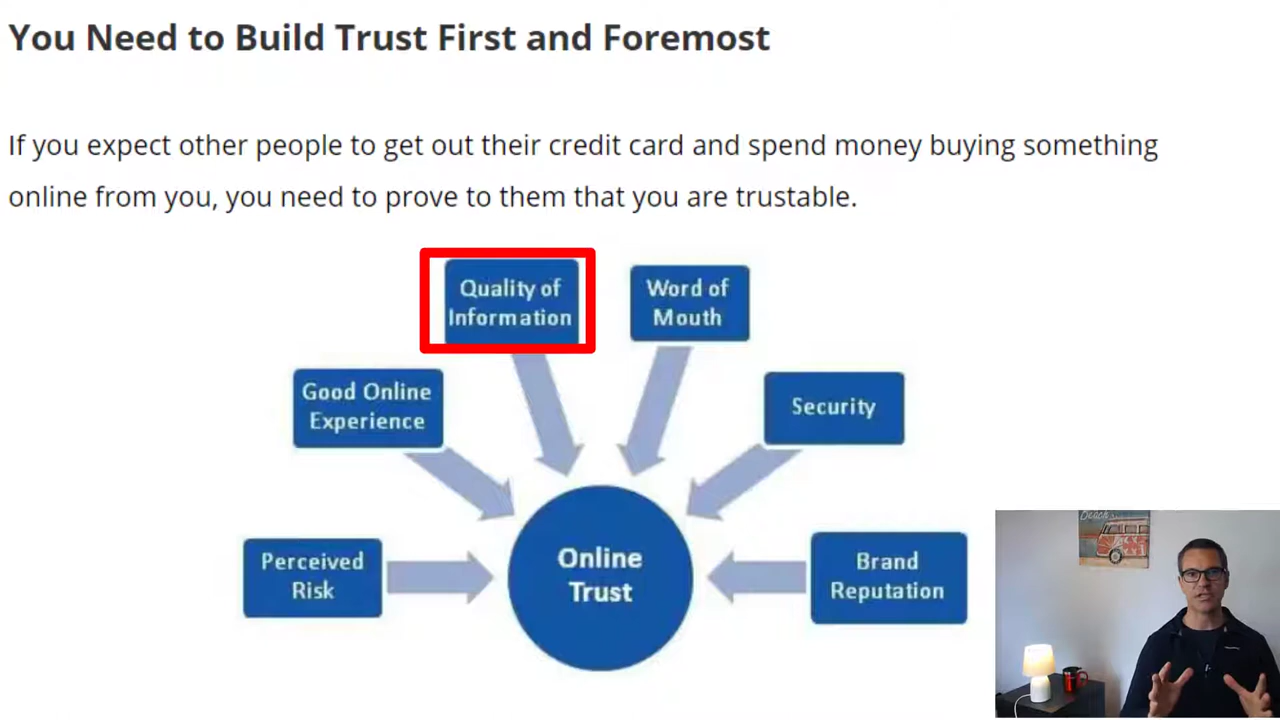 You Need to Build Trust First and Foremost
If you expect other people to get out their credit card and spend money buying something
online from you, you need to prove to them that you are trustable.
Quality of
Information
Word of
Mouth
Good Online
Experience
Security
Perceived
Risk
Online
Trust
Brand
Reputation
Beach